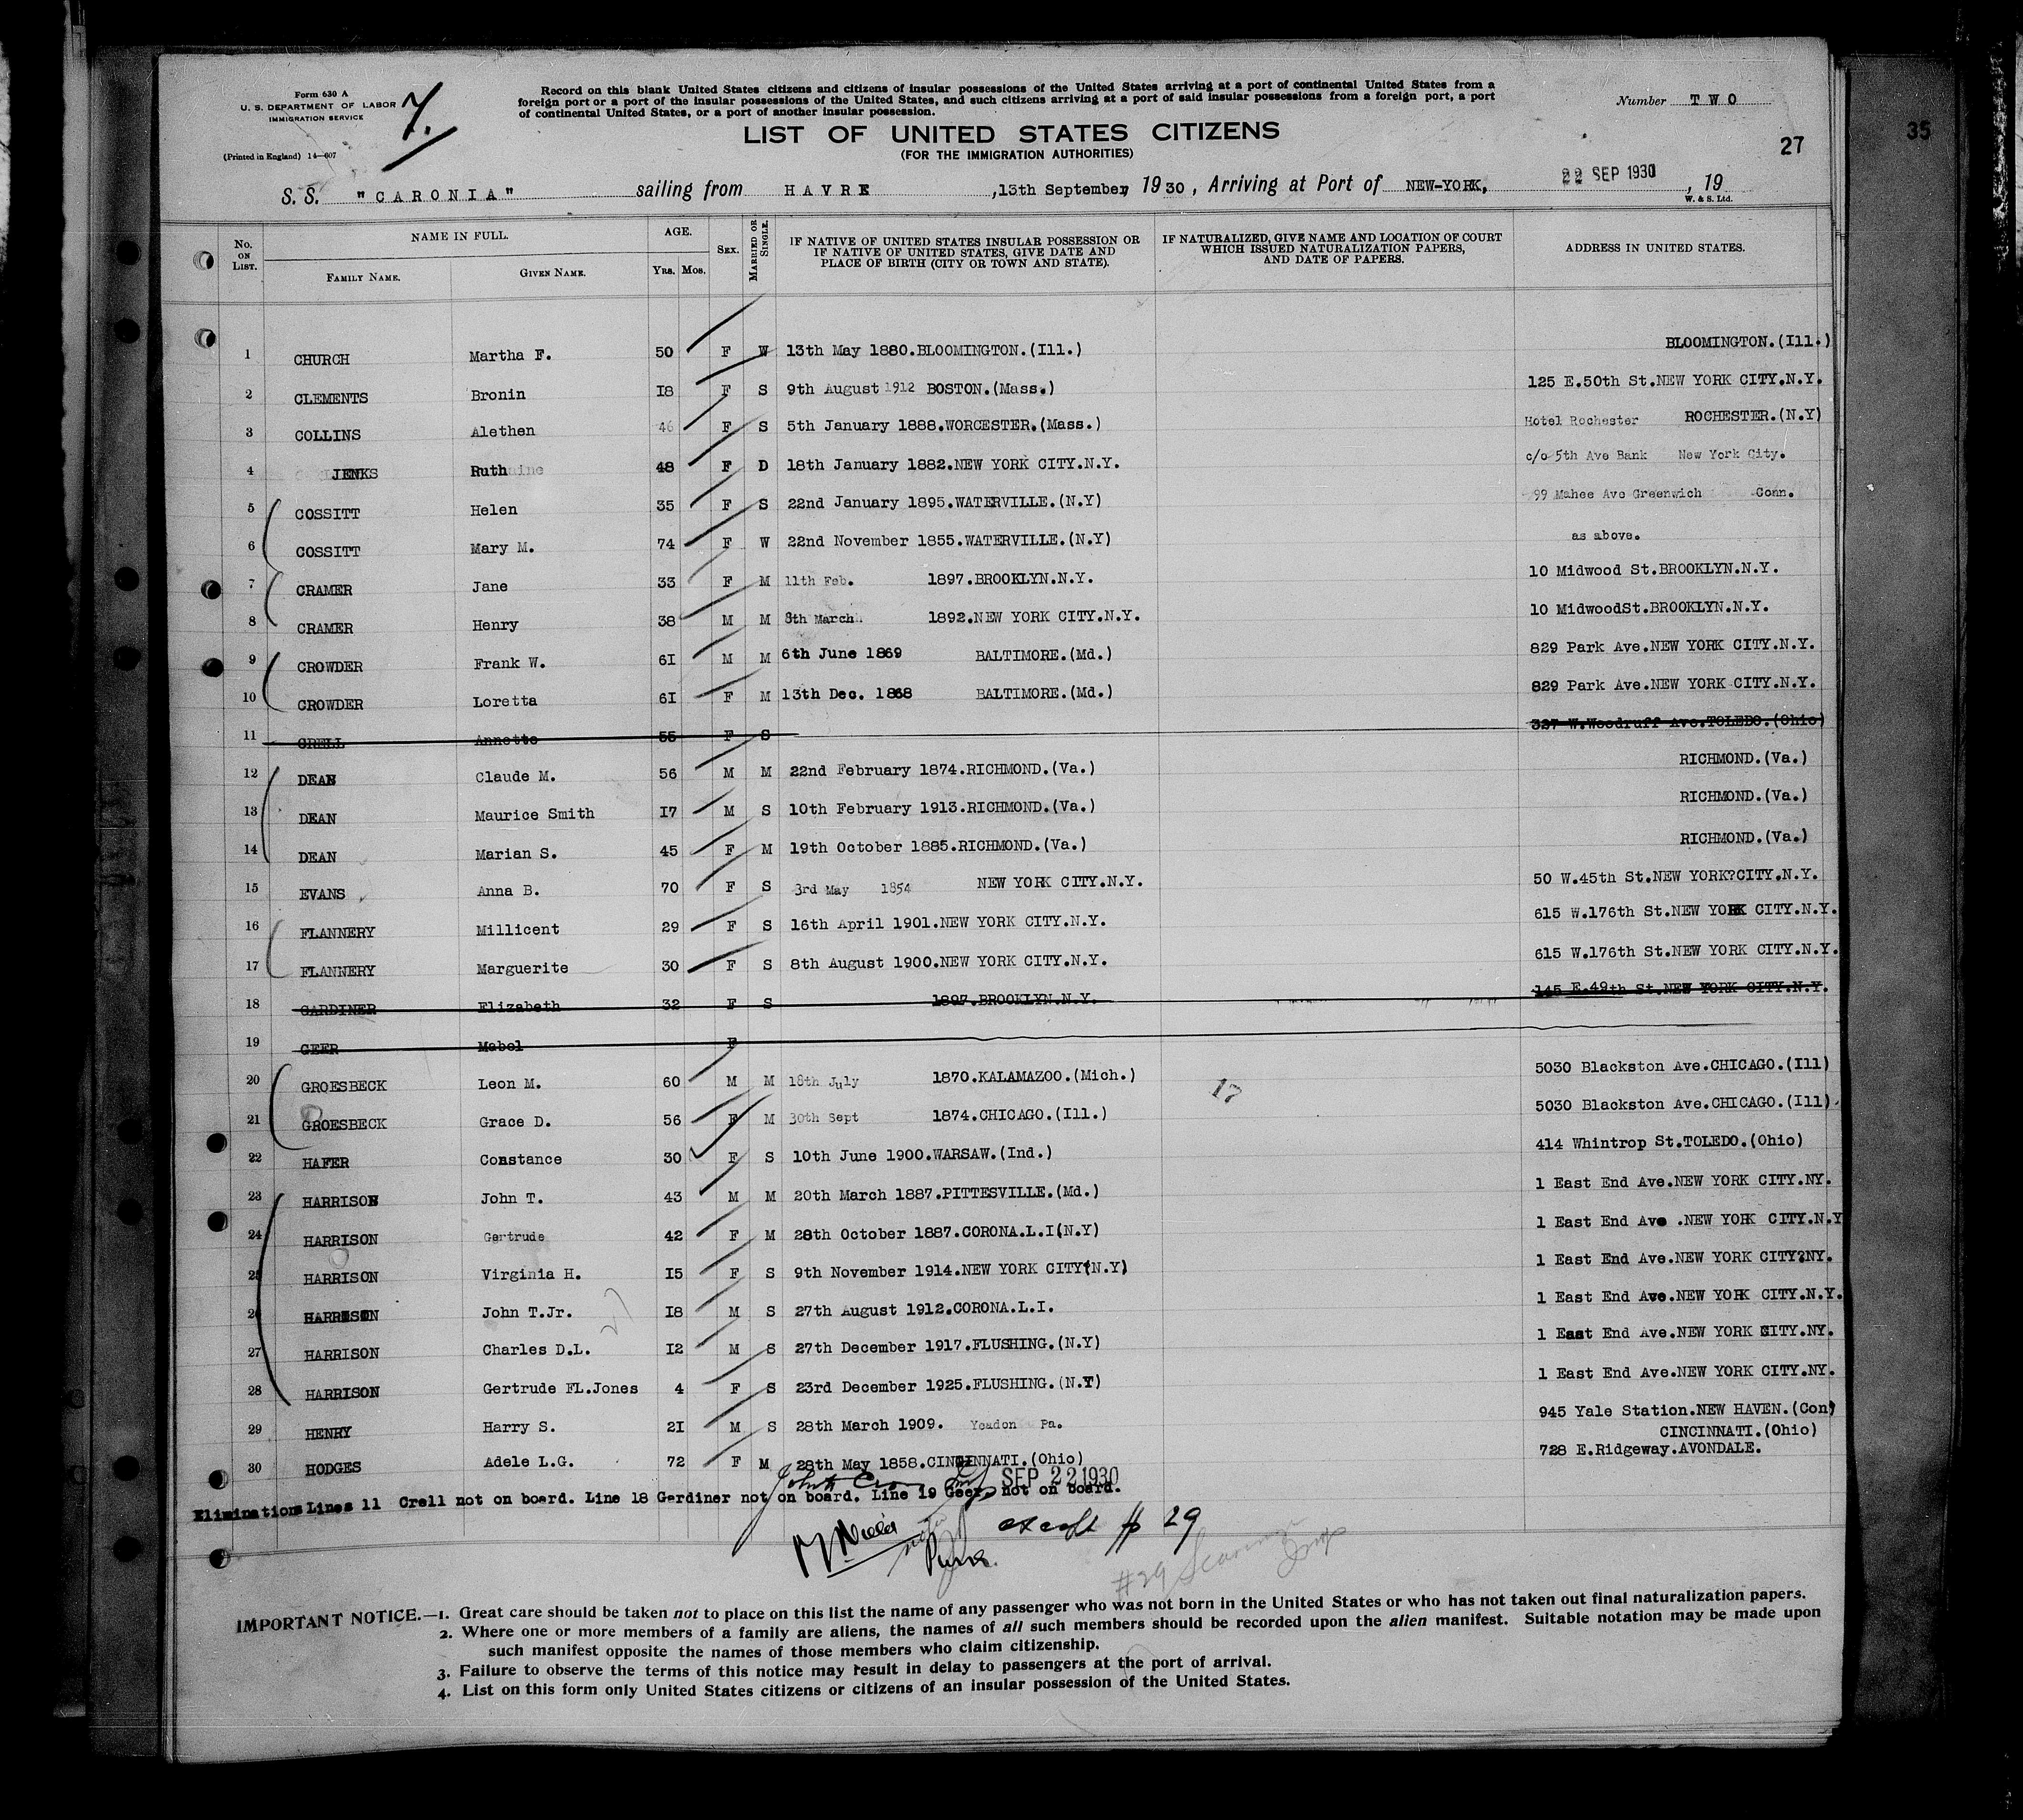 Form 630 A
U. S. DEPARTMENT OF LABOR
IMMIGRATION SERVICE
(Printed in England) 14—607
7.
Record on this blank United States citizens and citizens of insular possessions of the United States arriving at a port of continental United States from a
foreign port or a port of the insular possessions of the United States, and such citizens arriving at a port of said insular possessions from a foreign port, a port
of continental United States, or a port of another insular possession.
Number TWO
LIST OF UNITED STATES CITIZENS
(FOR THE IMMIGRATION AUTHORITIES)
27
35
S. S. "CARONIA" sailing from HAVRE ,13th September, 1930, Arriving at Port of NEW-YORK, 22 SEP 1930 , 19
W. & S. Ltd.
No. ON LIST. NAME IN FULL. FAMILY NAME. GIVEN NAME. AGE. YRS. MOS. SEX. MARRIED OR SINGLE. IF NATIVE OF UNITED STATES INSULAR POSSESSION OR IF NATIVE OF UNITED STATES, GIVE DATE AND PLACE OF BIRTH (CITY OR TOWN AND STATE). IF NATURALIZED, GIVE NAME AND LOCATION OF COURT WHICH ISSUED NATURALIZATION PAPERS, AND DATE OF PAPERS. ADDRESS IN UNITED STATES.
1 CHURCH Martha F. 50 F W 13th May 1880.BLOOMINGTON.(Ill.) BLOOMINGTON.(Ill.)
2 CLEMENTS Bronin 18 F S 9th August 1912 BOSTON.(Mass.) 125 E.50th St.NEW YORK CITY.N.Y.
3 COLLINS Alethen 46 F S 5th January 1888.WORCESTER.(Mass.) Hotel Rochester ROCHESTER.(N.Y)
4 JENKS Ruth 48 F D 18th January 1882.NEW YORK CITY.N.Y. c/o 5th Ave Bank New York City.
5 COSSITT Helen 35 F S 22nd January 1895.WATERVILLE.(N.Y) 99 Mahee Ave Greenwich Conn.
6 COSSITT Mary M. 74 F W 22nd November 1855.WATERVILLE.(N.Y) as above.
7 CRAMER Jane 33 F M 11th Feb. 1897.BROOKLYN.N.Y. 10 Midwood St.BROOKLYN.N.Y.
8 CRAMER Henry 38 M M 8th March 1892.NEW YORK CITY.N.Y. 10 MidwoodSt.BROOKLYN.N.Y.
9 CROWDER Frank W. 61 M M 6th June 1869 BALTIMORE.(Md.) 829 Park Ave.NEW YORK CITY.N.Y.
10 CROWDER Loretta 61 F M 13th Dec. 1868 BALTIMORE.(Md.) 829 Park Ave.NEW YORK CITY.N.Y.
11 CRELL Annette 55 F S 327 W.Woodruff Ave.TOLEDO.(Ohio)
12 DEAN Claude M. 56 M M 22nd February 1874.RICHMOND.(Va.) RICHMOND.(Va.)
13 DEAN Maurice Smith 17 M S 10th February 1913.RICHMOND.(Va.) RICHMOND.(Va.)
14 DEAN Marian S. 45 F M 19th October 1885.RICHMOND.(Va.) RICHMOND.(Va.)
15 EVANS Anna B. 70 F S 3rd May 1854 NEW YORK CITY.N.Y. 50 W.45th St.NEW YORK?CITY.N.Y.
16 FLANNERY Millicent 29 F S 16th April 1901.NEW YORK CITY.N.Y. 615 W.176th St.NEW YORK CITY.N.Y.
17 FLANNERY Marguerite 30 F S 8th August 1900.NEW YORK CITY.N.Y. 615 W.176th St.NEW YORK CITY.N.Y.
18 GARDINER Elizabeth 32 F S 1897.BROOKLYN.N.Y. 145 E.49th St.NEW YORK CITY.N.Y.
19 GEER Mabel F
20 GROESBECK Leon M. 60 M M 18th July 1870.KALAMAZOO.(Mich.) 5030 Blackston Ave.CHICAGO.(Ill)
21 GROESBECK Grace D. 56 F M 30th Sept 1874.CHICAGO.(Ill.) 5030 Blackston Ave.CHICAGO.(Ill)
22 HAFER Constance 30 F S 10th June 1900.WARSAW.(Ind.) 414 Whintrop St.TOLEDO.(Ohio)
23 HARRISON John T. 43 M M 20th March 1887.PITTESVILLE.(Md.) 1 East End Ave.NEW YORK CITY.NY.
24 HARRISON Gertrude 42 F M 28th October 1887.CORONA.L.I(N.Y) 1 East End Ave .NEW YORK CITY.N.Y
25 HARRISON Virginia H. 15 F S 9th November 1914.NEW YORK CITY(N.Y) 1 East End Ave.NEW YORK CITY?NY.
26 HARRISON John T.Jr. 18 M S 27th August 1912.CORONA.L.I. 1 East End Ave.NEW YORK CITY.N.Y.
27 HARRISON Charles D.L. 12 M S 27th December 1917.FLUSHING.(N.Y) 1 East End Ave.NEW YORK CITY.NY.
28 HARRISON Gertrude FL.Jones 4 F S 23rd December 1925.FLUSHING.(N.Y) 1 East End Ave.NEW YORK CITY.NY.
29 HENRY Harry S. 21 M S 28th March 1909. Yeadon Pa. 945 Yale Station.NEW HAVEN.(Con)
30 HODGES Adele L.G. 72 F M 28th May 1858.CINCINNATI.(Ohio) CINCINNATI.(Ohio) 728 E.Ridgeway.AVONDALE.
SEP 22 1930
Eliminations Lines 11 Crell not on board. Line 18 Gardiner not on board. Line 19 Geer. not on board.
except # 29
#29
IMPORTANT NOTICE.—1. Great care should be taken not to place on this list the name of any passenger who was not born in the United States or who has not taken out final naturalization papers.
2. Where one or more members of a family are aliens, the names of all such members should be recorded upon the alien manifest. Suitable notation may be made upon
such manifest opposite the names of those members who claim citizenship.
3. Failure to observe the terms of this notice may result in delay to passengers at the port of arrival.
4. List on this form only United States citizens or citizens of an insular possession of the United States.